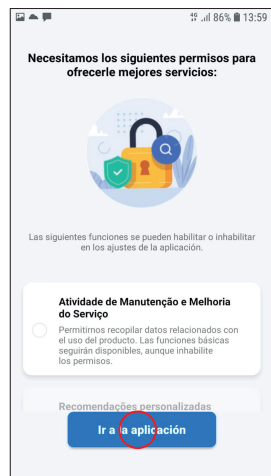 4G 86% 13:59
Necesitamos los siguientes permisos para
ofrecerle mejores servicios:
Las siguientes funciones se pueden habilitar o inhabilitar
en los ajustes de la aplicación.
Atividade de Manutenção e Melhoria
do Serviço
Permitirnos recopilar datos relacionados con
el uso del producto. Las funciones básicas
seguirán disponibles, aunque inhabilite
los permisos.
Recomendações personalizadas
Ir a la aplicación